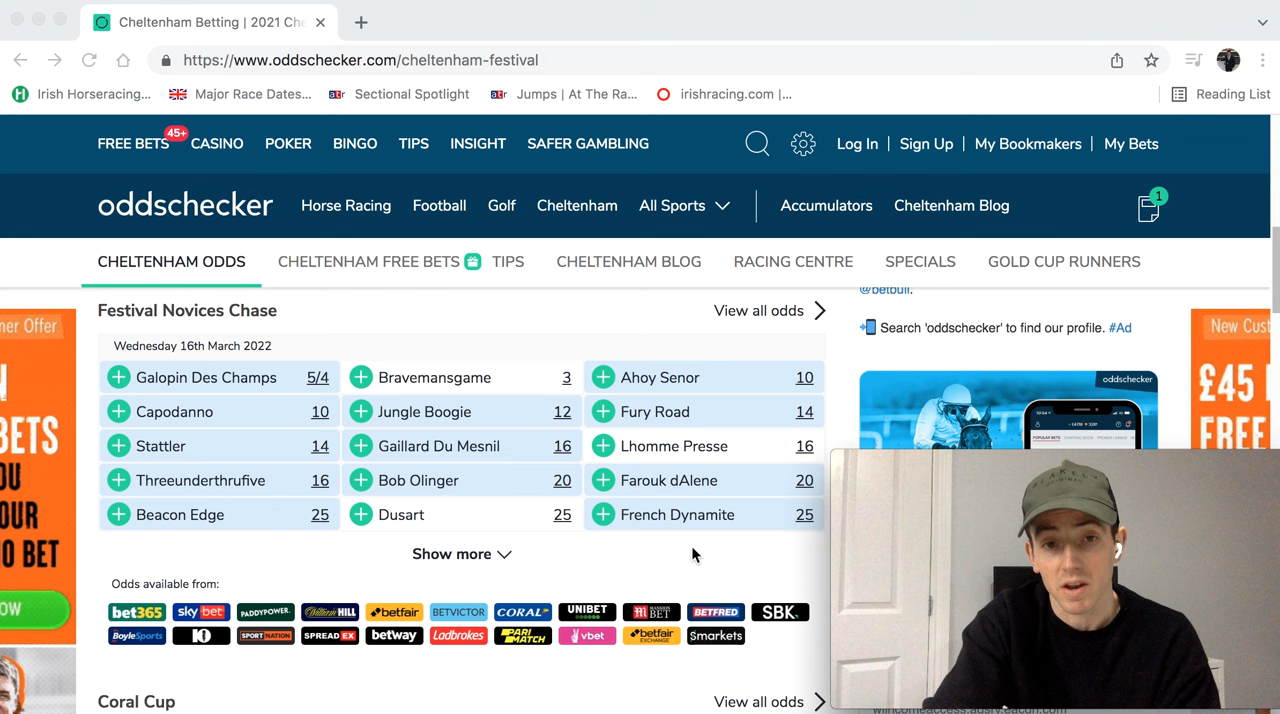 Cheltenham Betting | 2021 Che
https://www.oddschecker.com/cheltenham-festival
Irish Horseracing... Major Race Dates... atr Sectional Spotlight atr Jumps | At The Ra... irishracing.com |... Reading List
FREE BETS 45+ CASINO POKER BINGO TIPS INSIGHT SAFER GAMBLING Log In | Sign Up | My Bookmakers | My Bets
oddschecker Horse Racing Football Golf Cheltenham All Sports Accumulators Cheltenham Blog 1
CHELTENHAM ODDS CHELTENHAM FREE BETS TIPS CHELTENHAM BLOG RACING CENTRE SPECIALS GOLD CUP RUNNERS
@betbull.
Festival Novices Chase View all odds
Search 'oddschecker' to find our profile. #Ad
Wednesday 16th March 2022
Galopin Des Champs 5/4 Bravemansgame 3 Ahoy Senor 10
Capodanno 10 Jungle Boogie 12 Fury Road 14
Stattler 14 Gaillard Du Mesnil 16 Lhomme Presse 16
Threeunderthrufive 16 Bob Olinger 20 Farouk dAlene 20
Beacon Edge 25 Dusart 25 French Dynamite 25
Show more
Odds available from:
bet365 sky bet PADDYPOWER. William HILL betfair BETVICTOR CORAL UNIBET MANSION BET BETFRED SBK
BoyleSports 10 SPORT NATION SPREADEX betway Ladbrokes PARIMATCH vbet betfair EXCHANGE Smarkets
Coral Cup View all odds
ner Offer
BETS
OU
OUR
O BET
OW
New Cust
£45
FREE
oddschecker